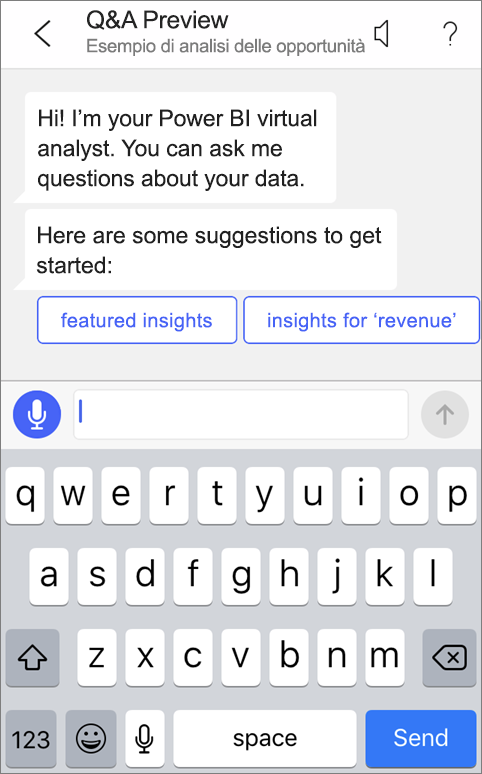 Q&A Preview
Esempio di analisi delle opportunità
?
Hi! I’m your Power BI virtual
analyst. You can ask me
questions about your data.
Here are some suggestions to get
started:
featured insights
insights for ‘revenue’
q w e r t y u i o p
a s d f g h j k l
z x c v b n m
123 space Send